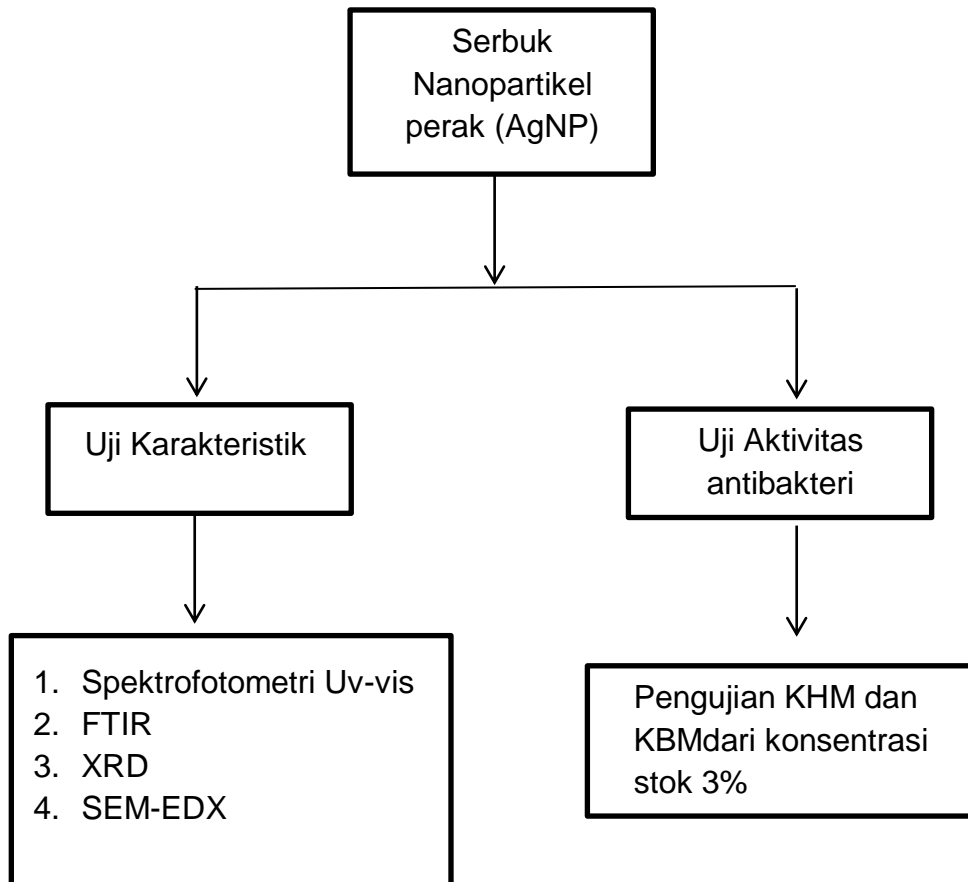 Serbuk
Nanopartikel
perak (AgNP)
Uji Karakteristik
Uji Aktivitas
antibakteri
1. Spektrofotometri Uv-vis
2. FTIR
3. XRD
4. SEM-EDX
Pengujian KHM dan
KBMdari konsentrasi
stok 3%